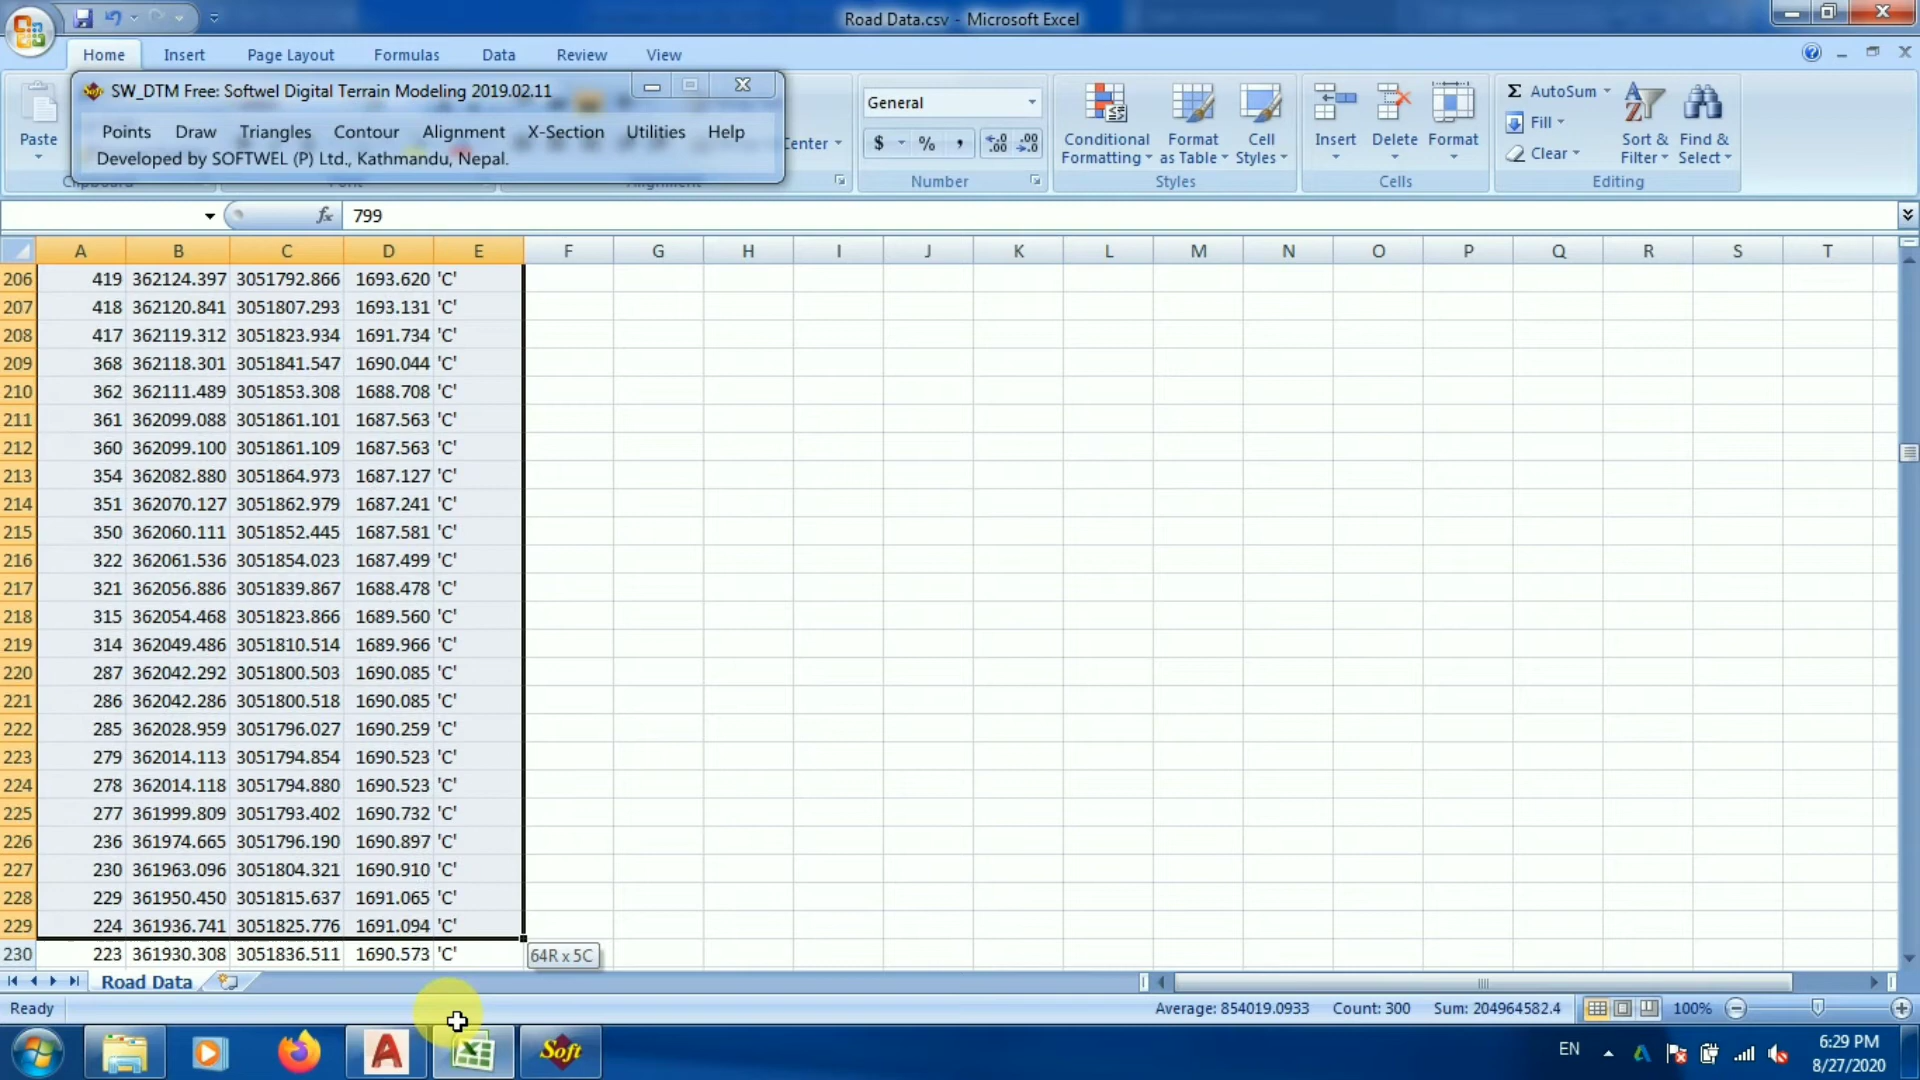 Road Data.csv - Microsoft Excel
Home Insert Page Layout Formulas Data Review View
SW_DTM Free: Softwel Digital Terrain Modeling 2019.02.11
Points Draw Triangles Contour Alignment X-Section Utilities Help
Developed by SOFTWEL (P) Ltd., Kathmandu, Nepal.
Paste
General
$ % , .00
Number
Conditional Formatting
Format as Table
Cell Styles
Styles
Insert Delete Format
Cells
Σ AutoSum
Fill
Clear
Sort & Filter
Find & Select
Editing
fx 799
A B C D E F G H I J K L M N O P Q R S T
206 419 362124.397 3051792.866 1693.620 'C'
207 418 362120.841 3051807.293 1693.131 'C'
208 417 362119.312 3051823.934 1691.734 'C'
209 368 362118.301 3051841.547 1690.044 'C'
210 362 362111.489 3051853.308 1688.708 'C'
211 361 362099.088 3051861.101 1687.563 'C'
212 360 362099.100 3051861.109 1687.563 'C'
213 354 362082.880 3051864.973 1687.127 'C'
214 351 362070.127 3051862.979 1687.241 'C'
215 350 362060.111 3051852.445 1687.581 'C'
216 322 362061.536 3051854.023 1687.499 'C'
217 321 362056.886 3051839.867 1688.478 'C'
218 315 362054.468 3051823.866 1689.560 'C'
219 314 362049.486 3051810.514 1689.966 'C'
220 287 362042.292 3051800.503 1690.085 'C'
221 286 362042.286 3051800.518 1690.085 'C'
222 285 362028.959 3051796.027 1690.259 'C'
223 279 362014.113 3051794.854 1690.523 'C'
224 278 362014.118 3051794.880 1690.523 'C'
225 277 361999.809 3051793.402 1690.732 'C'
226 236 361974.665 3051796.190 1690.897 'C'
227 230 361963.096 3051804.321 1690.910 'C'
228 229 361950.450 3051815.637 1691.065 'C'
229 224 361936.741 3051825.776 1691.094 'C'
230 223 361930.308 3051836.511 1690.573 'C'
64R x 5C
Road Data
Ready Average: 854019.0933 Count: 300 Sum: 204964582.4 100%
Soft
EN
6:29 PM
8/27/2020